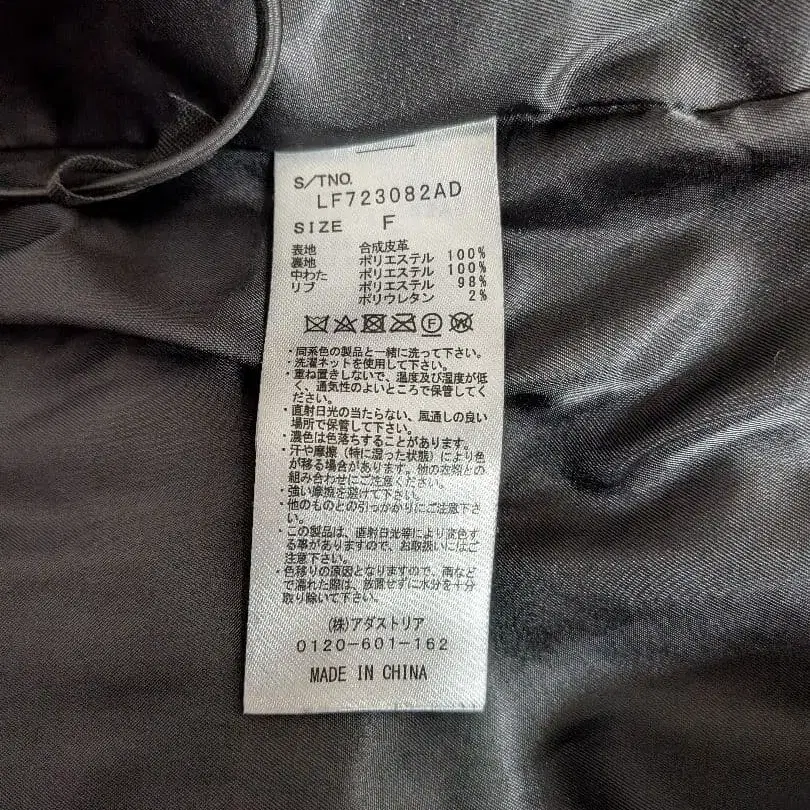 S/TNO.
LF723082AD
SIZE F
表地 合成皮革
裏地 ポリエステル 100%
中わた ポリエステル 100%
リブ ポリエステル 98%
ポリウレタン 2%
・同系色の製品と一緒に洗って下さい。
・洗濯ネットを使用して下さい。
・重ね置きしないで、温度及び湿度が低
く、通気性のよいところで保管してく
ださい。
・直射日光の当たらない、風通しの良い
場所で保管して下さい。
・濃色は色落ちすることがあります。
・汗や摩擦（特に湿った状態）により色
が移る場合があります。他の衣類との
組み合わせにご注意ください。
・強い摩擦を避けて下さい。
・他のものとの引っかかりにご注意下さ
い。
・この製品は、直射日光等により変色す
る事がありますので、お取扱いにはご
注意下さい。
・色移りの原因となりますので、雨など
で濡れた際は、放置せずに水分を十分
取り除いて下さい。
(株)アダストリア
0120-601-162
MADE IN CHINA